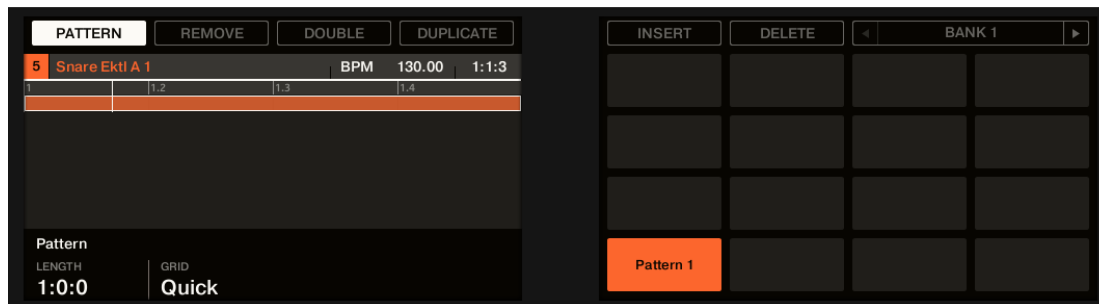 PATTERN REMOVE DOUBLE DUPLICATE
5 Snare Ektl A 1 BPM 130.00 1:1:3
1 1.2 1.3 1.4
Pattern
LENGTH GRID
1:0:0 Quick
INSERT DELETE BANK 1
Pattern 1